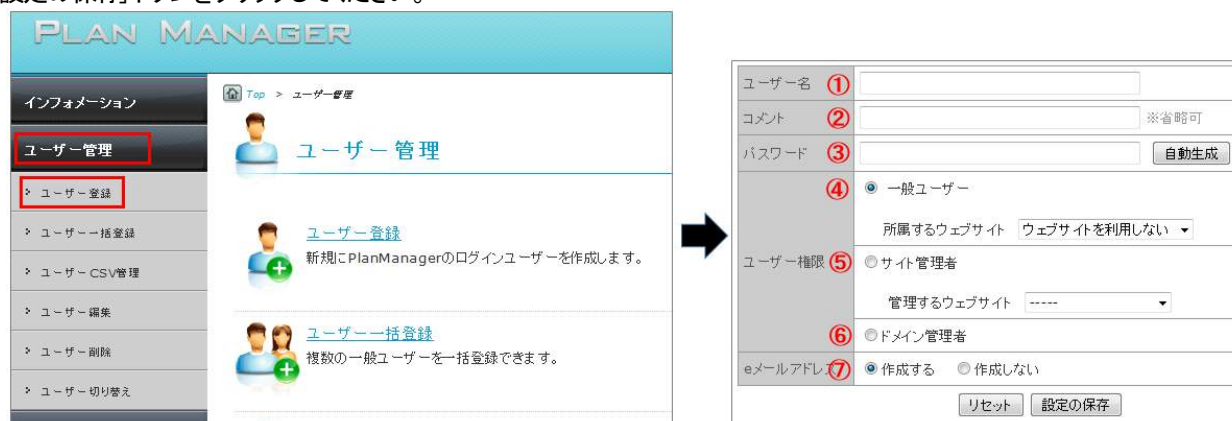 設定の保存」ボタンをクリックしてください。
PLAN MANAGER
インフォメーション
ユーザー管理
ユーザー登録
ユーザー一括登録
ユーザーCSV管理
ユーザー編集
ユーザー削除
ユーザー切り替え
Top > ユーザー管理
ユーザー管理
ユーザー登録
新規にPlanManagerのログインユーザーを作成します。
ユーザー一括登録
複数の一般ユーザーを一括登録できます。
ユーザー名 ①
コメント ② ※省略可
パスワード ③ 自動生成
④ 一般ユーザー
所属するウェブサイト ウェブサイトを利用しない
ユーザー権限 ⑤ サイト管理者
管理するウェブサイト -----
⑥ ドメイン管理者
eメールアドレス ⑦ 作成する 作成しない
リセット 設定の保存